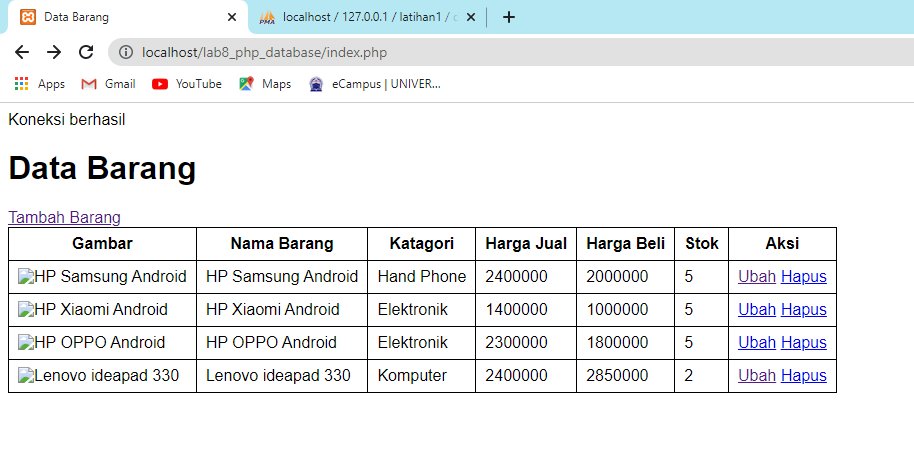 Data Barang
PMA localhost / 127.0.0.1 / latihan1 /
localhost/lab8_php_database/index.php
Apps Gmail YouTube Maps eCampus | UNIVER...
Koneksi berhasil
Data Barang
Tambah Barang
Gambar Nama Barang Katagori Harga Jual Harga Beli Stok Aksi
HP Samsung Android HP Samsung Android Hand Phone 2400000 2000000 5 Ubah Hapus
HP Xiaomi Android HP Xiaomi Android Elektronik 1400000 1000000 5 Ubah Hapus
HP OPPO Android HP OPPO Android Elektronik 2300000 1800000 5 Ubah Hapus
Lenovo ideapad 330 Lenovo ideapad 330 Komputer 2400000 2850000 2 Ubah Hapus